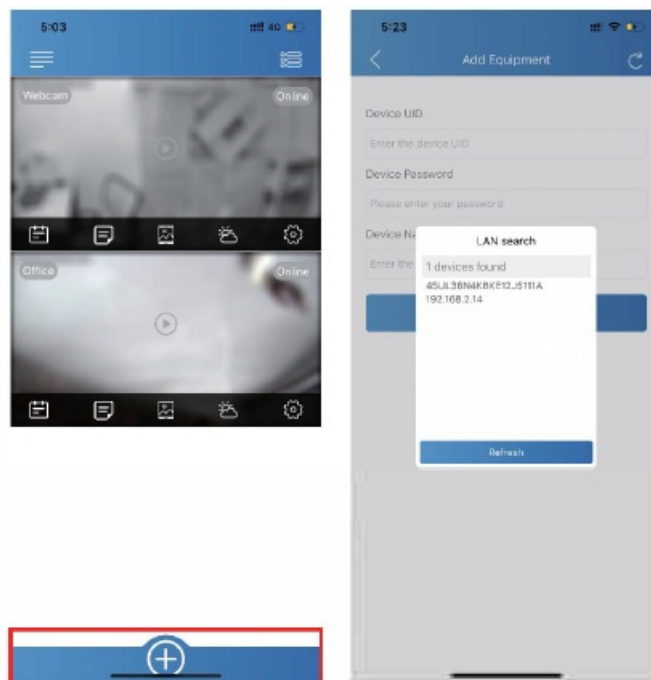 5:03
4G
Webcam
Online
Office
Online
5:23
Add Equipment
Device UID
Enter the device UID
Device Password
Please enter your password
Device Na
Enter the
LAN search
1 devices found
192.168.2.14
Refresh